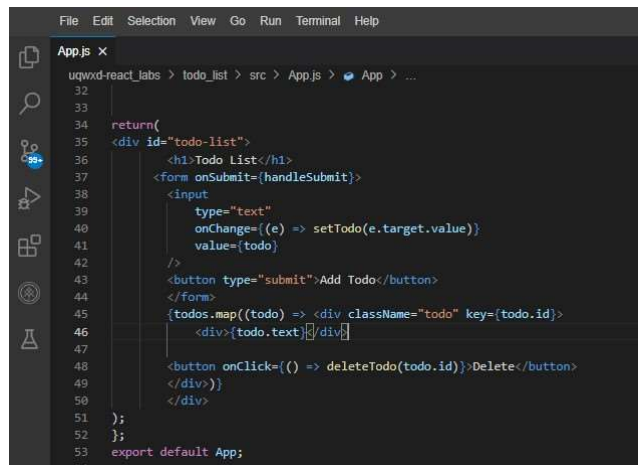 File Edit Selection View Go Run Terminal Help
App.js ×
uqwxd-react_labs > todo_list > src > App.js > App > ...
32
33
34 return(
35 <div id="todo-list">
36 <h1>Todo List</h1>
37 <form onSubmit={handleSubmit}>
38 <input
39 type="text"
40 onChange={(e) => setTodo(e.target.value)}
41 value={todo}
42 />
43 <button type="submit">Add Todo</button>
44 </form>
45 {todos.map((todo) => <div className="todo" key={todo.id}>
46 <div>{todo.text}</div>
47
48 <button onClick={() => deleteTodo(todo.id)}>Delete</button>
49 </div>)}
50 </div>
51 );
52 };
53 export default App;
99+